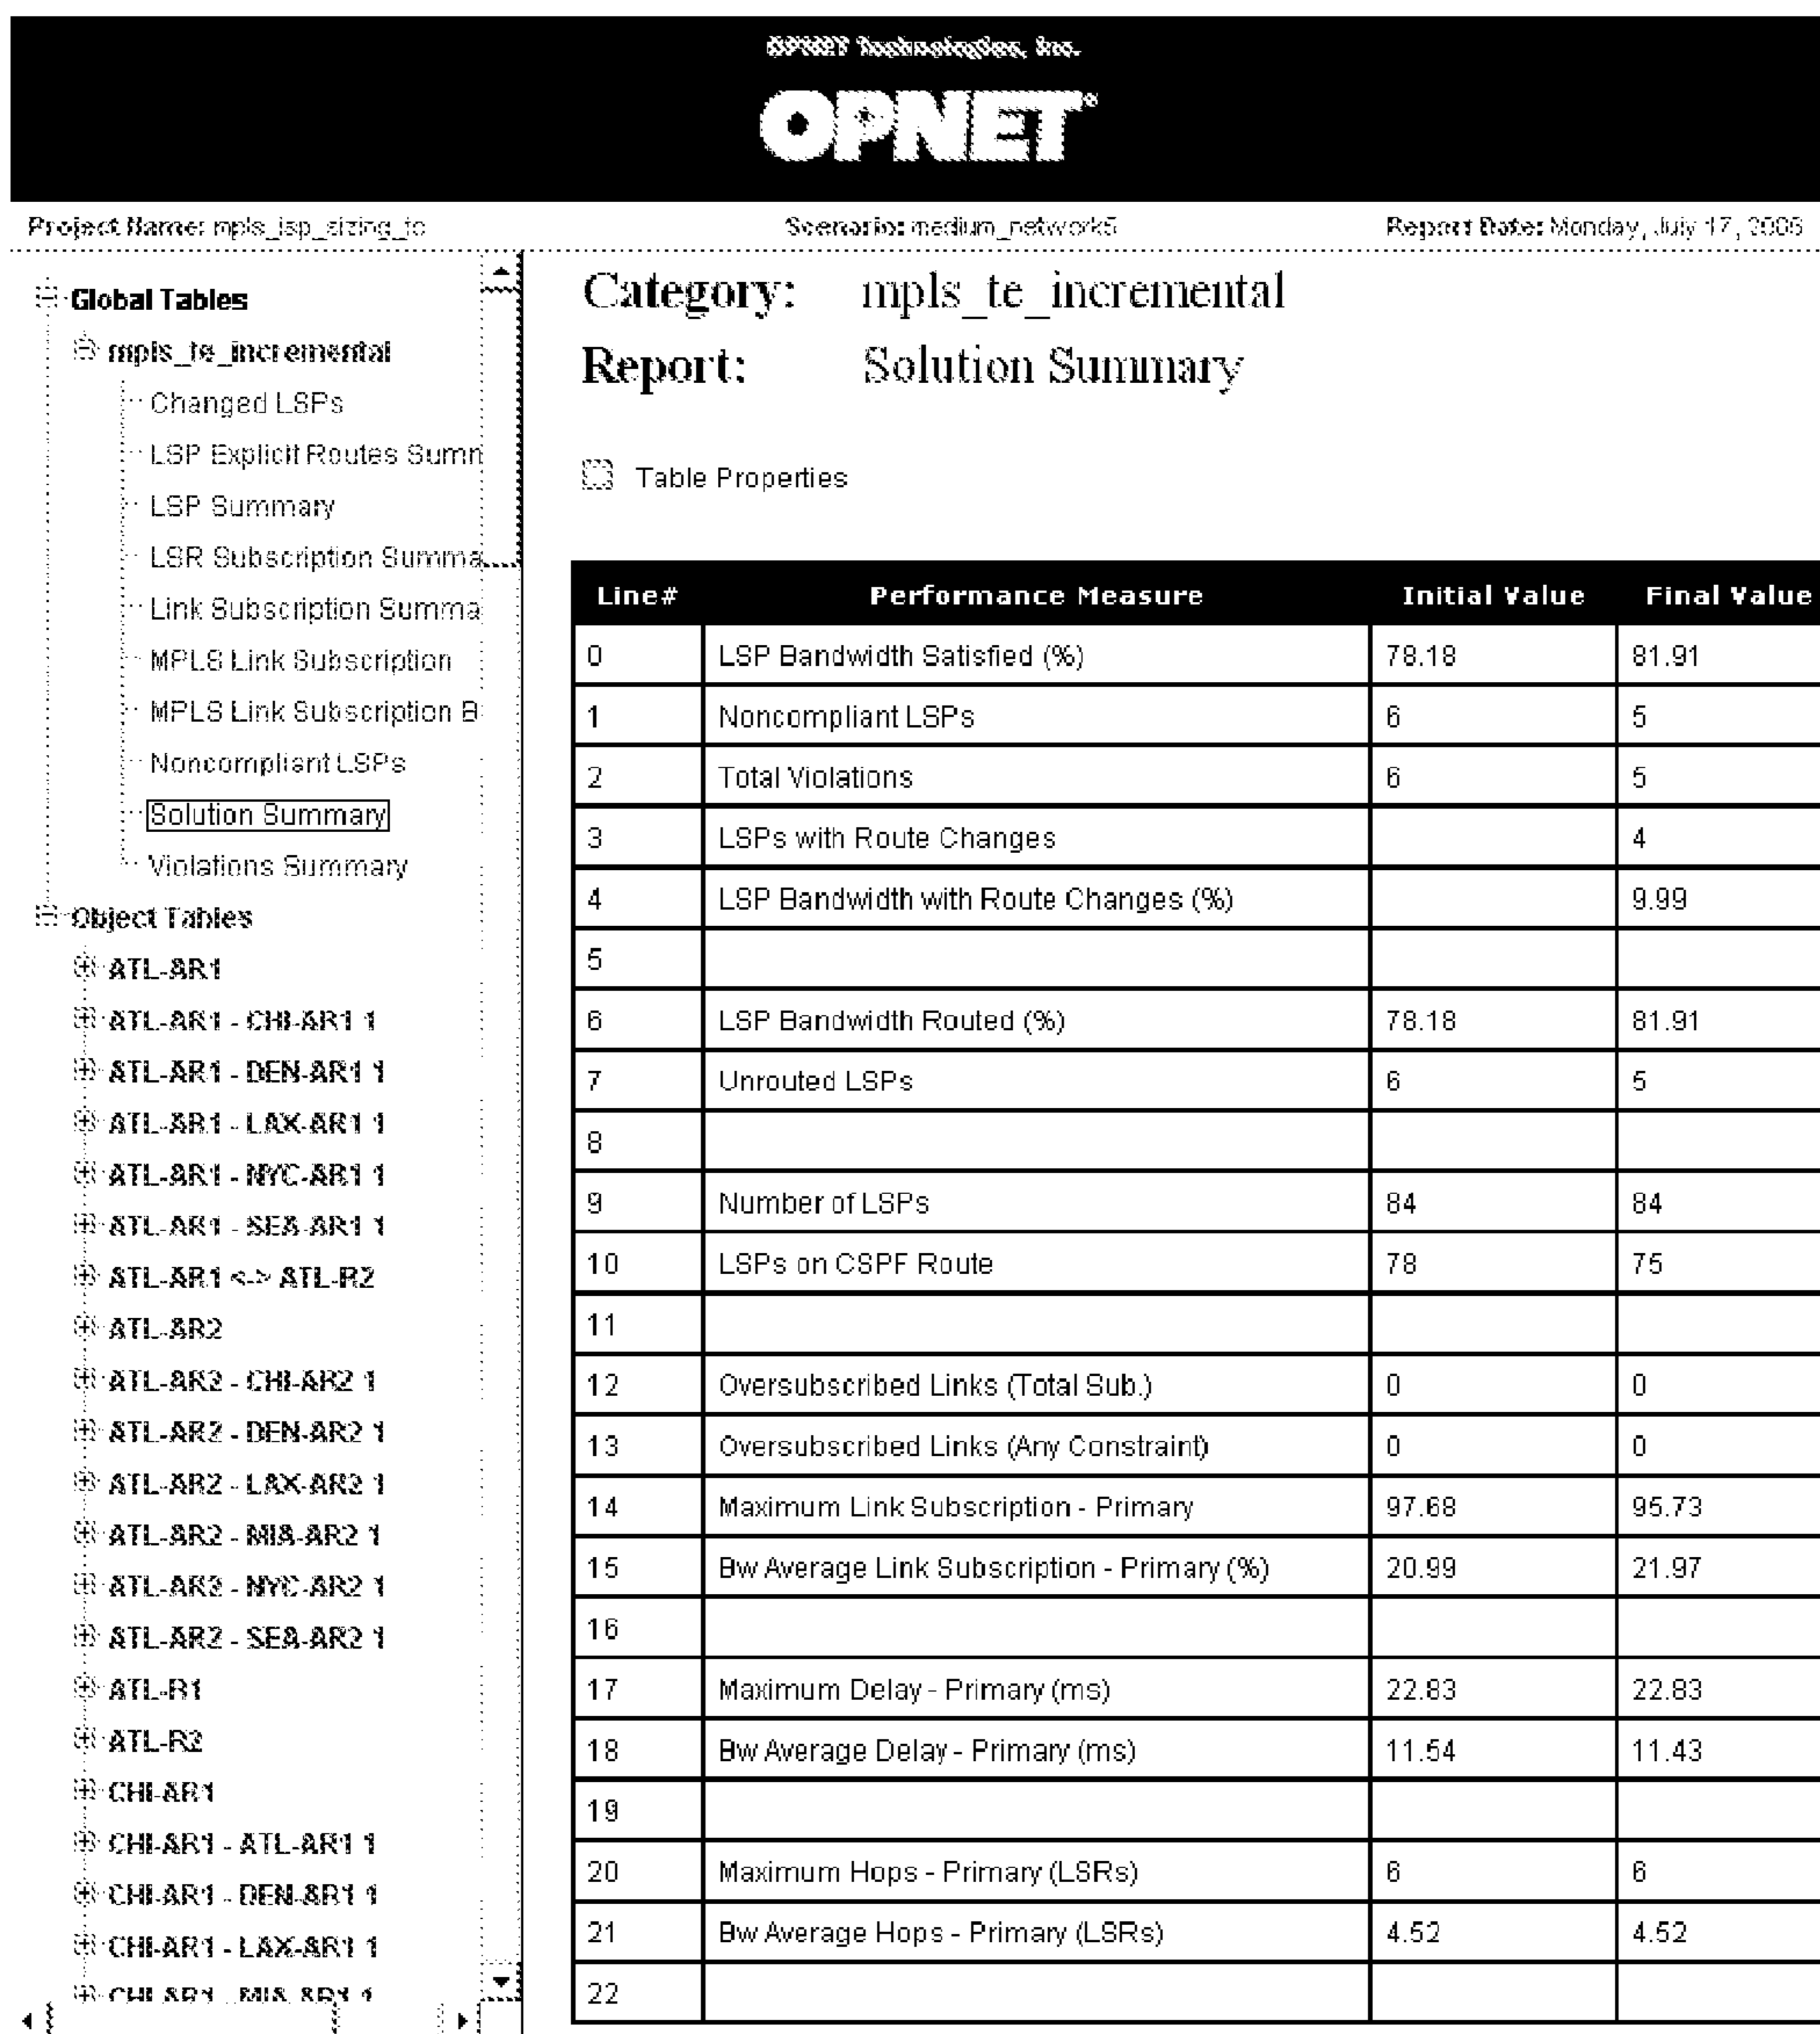 OPNET Technologies, Inc.
OPNET®
Project Name: mpls_lsp_sizing_fc
Scenario: medium_network5
Report Date: Monday, July 17, 2006
Global Tables
mpls_te_incremental
Changed LSPs
LSP Explicit Routes Summ
LSP Summary
LSR Subscription Summa
Link Subscription Summa
MPLS Link Subscription
MPLS Link Subscription B
Noncompliant LSPs
Solution Summary
Violations Summary
Object Tables
ATL-AR1
ATL-AR1 - CHI-AR1 1
ATL-AR1 - DEN-AR1 1
ATL-AR1 - LAX-AR1 1
ATL-AR1 - NYC-AR1 1
ATL-AR1 - SEA-AR1 1
ATL-AR1 <-> ATL-R2
ATL-AR2
ATL-AR2 - CHI-AR2 1
ATL-AR2 - DEN-AR2 1
ATL-AR2 - LAX-AR2 1
ATL-AR2 - MIA-AR2 1
ATL-AR2 - NYC-AR2 1
ATL-AR2 - SEA-AR2 1
ATL-R1
ATL-R2
CHI-AR1
CHI-AR1 - ATL-AR1 1
CHI-AR1 - DEN-AR1 1
CHI-AR1 - LAX-AR1 1
CHI-AR1 - MIA-AR1 1
Category: mpls_te_incremental
Report: Solution Summary
Table Properties
Line# Performance Measure Initial Value Final Value
0 LSP Bandwidth Satisfied (%) 78.18 81.91
1 Noncompliant LSPs 6 5
2 Total Violations 6 5
3 LSPs with Route Changes 4
4 LSP Bandwidth with Route Changes (%) 9.99
5
6 LSP Bandwidth Routed (%) 78.18 81.91
7 Unrouted LSPs 6 5
8
9 Number of LSPs 84 84
10 LSPs on CSPF Route 78 75
11
12 Oversubscribed Links (Total Sub.) 0 0
13 Oversubscribed Links (Any Constraint) 0 0
14 Maximum Link Subscription - Primary 97.68 95.73
15 Bw Average Link Subscription - Primary (%) 20.99 21.97
16
17 Maximum Delay - Primary (ms) 22.83 22.83
18 Bw Average Delay - Primary (ms) 11.54 11.43
19
20 Maximum Hops - Primary (LSRs) 6 6
21 Bw Average Hops - Primary (LSRs) 4.52 4.52
22